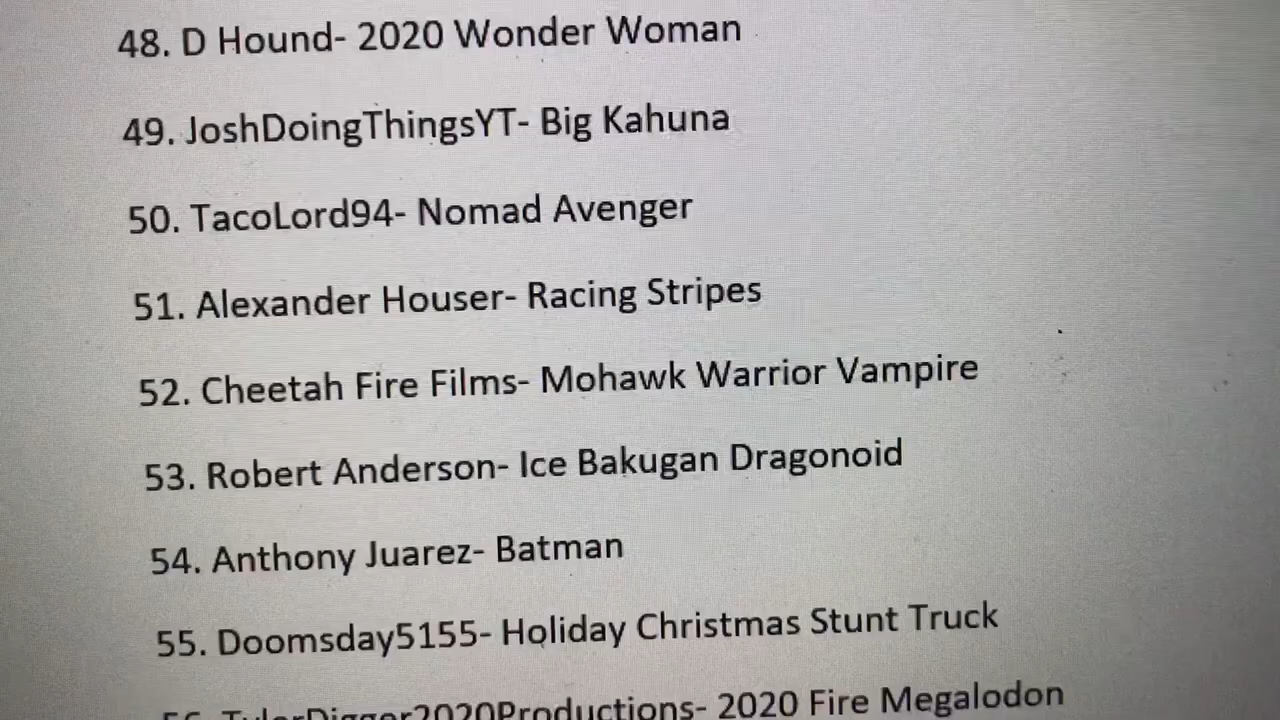 48. D Hound- 2020 Wonder Woman
49. JoshDoingThingsYT- Big Kahuna
50. TacoLord94- Nomad Avenger
51. Alexander Houser- Racing Stripes
52. Cheetah Fire Films- Mohawk Warrior Vampire
53. Robert Anderson- Ice Bakugan Dragonoid
54. Anthony Juarez- Batman
55. Doomsday5155- Holiday Christmas Stunt Truck
56. TylerDigger2020Productions- 2020 Fire Megalodon